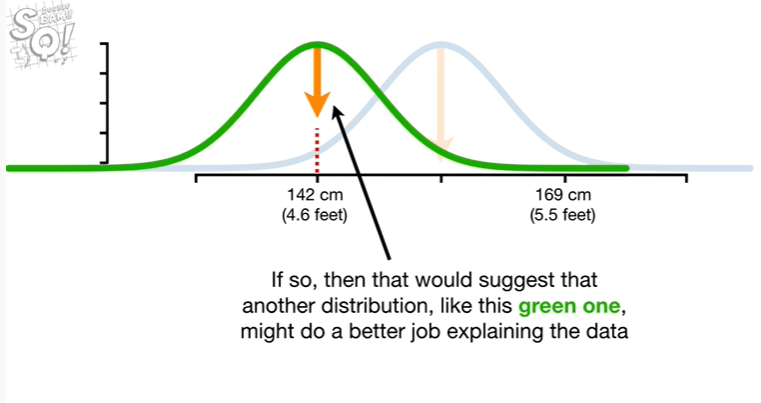 STATQUEST!
142 cm
(4.6 feet)
169 cm
(5.5 feet)
If so, then that would suggest that
another distribution, like this green one,
might do a better job explaining the data